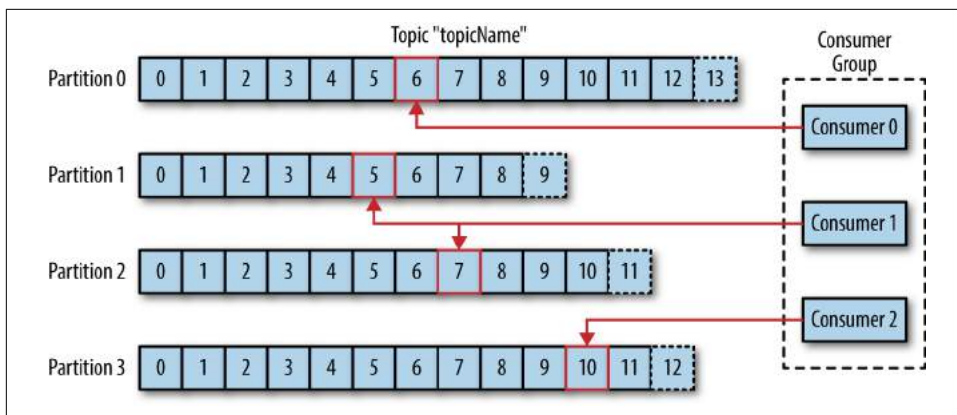 Topic "topicName"
Consumer
Group
Partition 0 0 1 2 3 4 5 6 7 8 9 10 11 12 13
Consumer 0
Partition 1 0 1 2 3 4 5 6 7 8 9
Consumer 1
Partition 2 0 1 2 3 4 5 6 7 8 9 10 11
Consumer 2
Partition 3 0 1 2 3 4 5 6 7 8 9 10 11 12